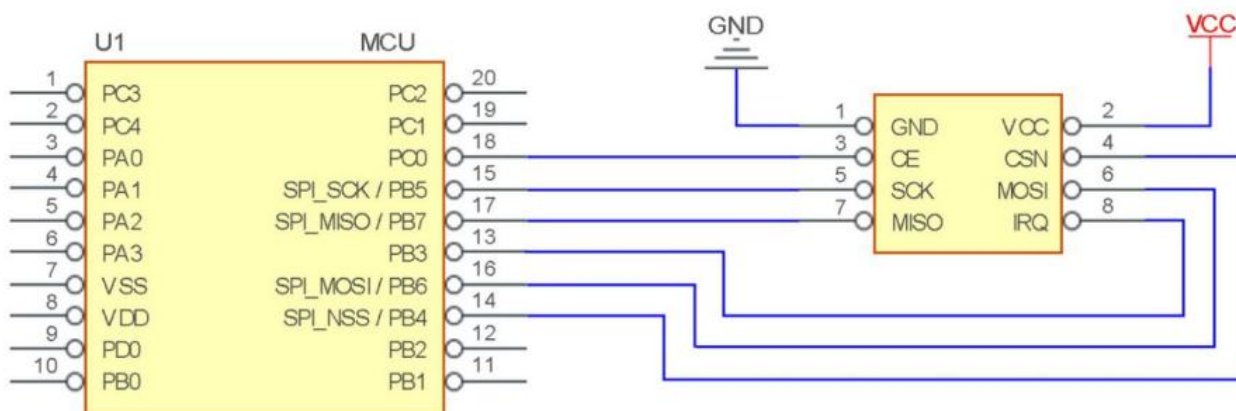 U1 MCU
1 PC3 PC2 20
2 PC4 PC1 19
3 PA0 PC0 18
4 PA1 SPI_SCK / PB5 15
5 PA2 SPI_MISO / PB7 17
6 PA3 PB3 13
7 VSS SPI_MOSI / PB6 16
8 VDD SPI_NSS / PB4 14
9 PD0 PB2 12
10 PB0 PB1 11
GND
VCC
1 GND VCC 2
3 CE CSN 4
5 SCK MOSI 6
7 MISO IRQ 8